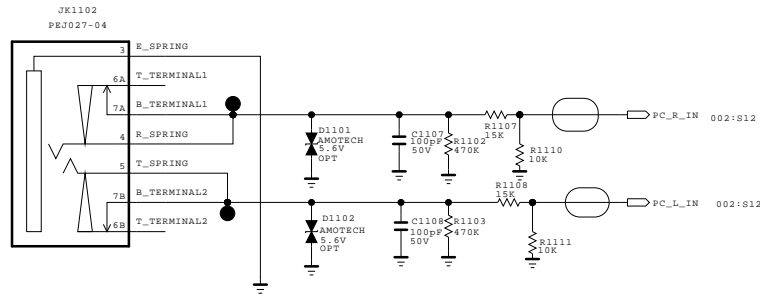 JK1102
PEJ027-04
3 E_SPRING
6A T_TERMINAL1
7A B_TERMINAL1
4 R_SPRING
5 T_SPRING
7B B_TERMINAL2
6B T_TERMINAL2
D1101
AMOTECH
5.6V
OPT
C1107
100pF
50V
R1102
470K
R1107
15K
R1110
10K
PC_R_IN 002:S12
D1102
AMOTECH
5.6V
OPT
C1108
100pF
50V
R1103
470K
R1108
15K
R1111
10K
PC_L_IN 002:S12